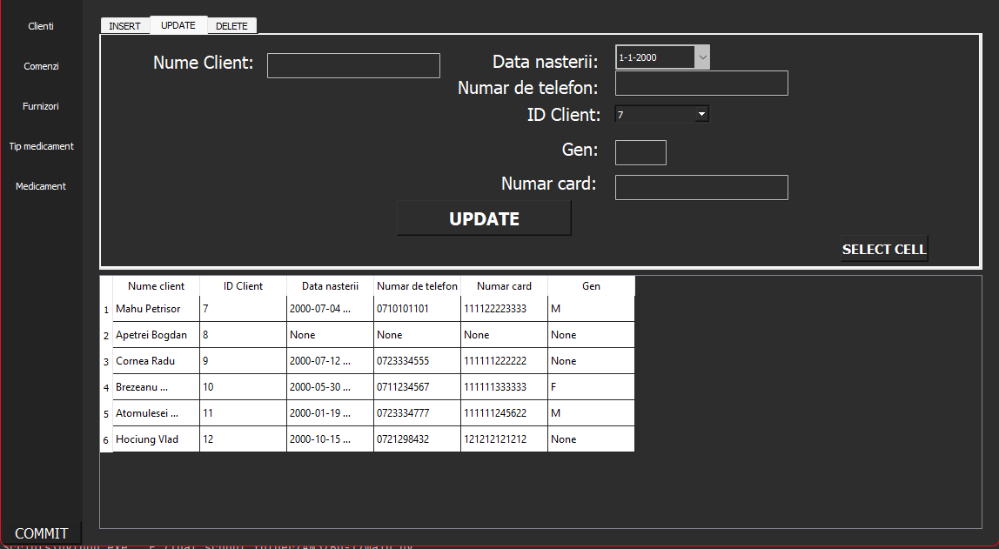 Clienti
Comenzi
Furnizori
Tip medicament
Medicament
COMMIT
INSERT UPDATE DELETE
Nume Client:
Data nasterii: 1-1-2000
Numar de telefon:
ID Client: 7
Gen:
Numar card:
UPDATE
SELECT CELL
Nume client ID Client Data nasterii Numar de telefon Numar card Gen
1 Mahu Petrisor 7 2000-07-04 ... 0710101101 111122223333 M
2 Apetrei Bogdan 8 None None None None
3 Cornea Radu 9 2000-07-12 ... 0723334555 111111222222 None
4 Brezeanu ... 10 2000-05-30 ... 0711234567 111111333333 F
5 Atomulesei ... 11 2000-01-19 ... 0723334777 111111245622 M
6 Hociung Vlad 12 2000-10-15 ... 0721298432 121212121212 None